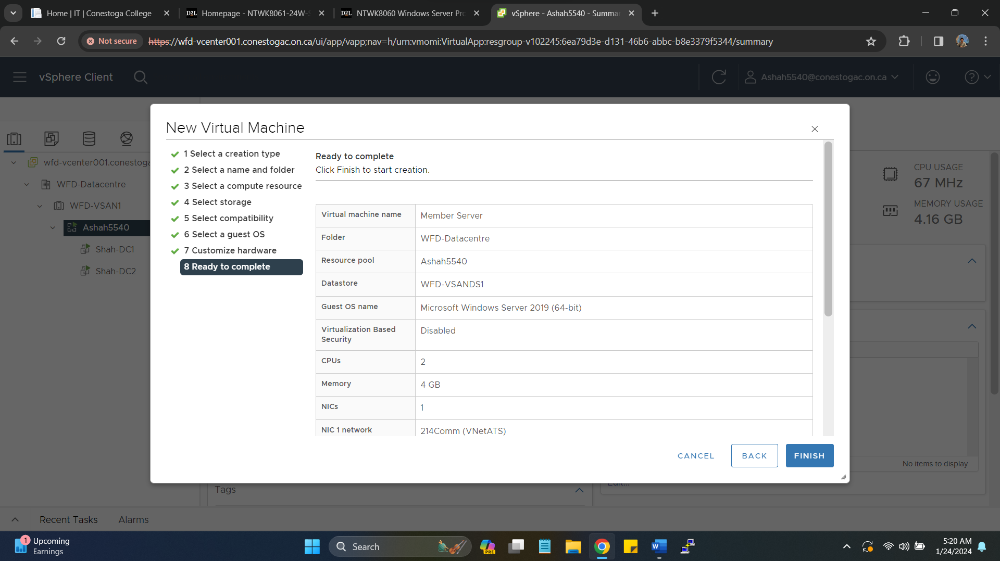 Home | IT | Conestoga College
D2L Homepage - NTWK8061-24W-S
D2L NTWK8060 Windows Server Pro
vSphere - Ashah5540 - Summar
Not secure https://wfd-vcenter001.conestogac.on.ca/ui/app/vapp;nav=h/urn:vmomi:VirtualApp:resgroup-v102245:6ea79d3e-d131-46b6-abbc-b8e3379f5344/summary
vSphere Client
Ashah5540@conestogac.on.ca
wfd-vcenter001.conestoga
WFD-Datacentre
WFD-VSAN1
Ashah5540
Shah-DC1
Shah-DC2
New Virtual Machine
1 Select a creation type
2 Select a name and folder
3 Select a compute resource
4 Select storage
5 Select compatibility
6 Select a guest OS
7 Customize hardware
8 Ready to complete
Ready to complete
Click Finish to start creation.
Virtual machine name Member Server
Folder WFD-Datacentre
Resource pool Ashah5540
Datastore WFD-VSANDS1
Guest OS name Microsoft Windows Server 2019 (64-bit)
Virtualization Based
Security Disabled
CPUs 2
Memory 4 GB
NICs 1
NIC 1 network 214Comm (VNetATS)
CANCEL BACK FINISH
CPU USAGE
67 MHz
MEMORY USAGE
4.16 GB
No items to display
Edit...
Tags
Recent Tasks Alarms
1
Upcoming
Earnings
Search
PRE
W
5:20 AM
1/24/2024